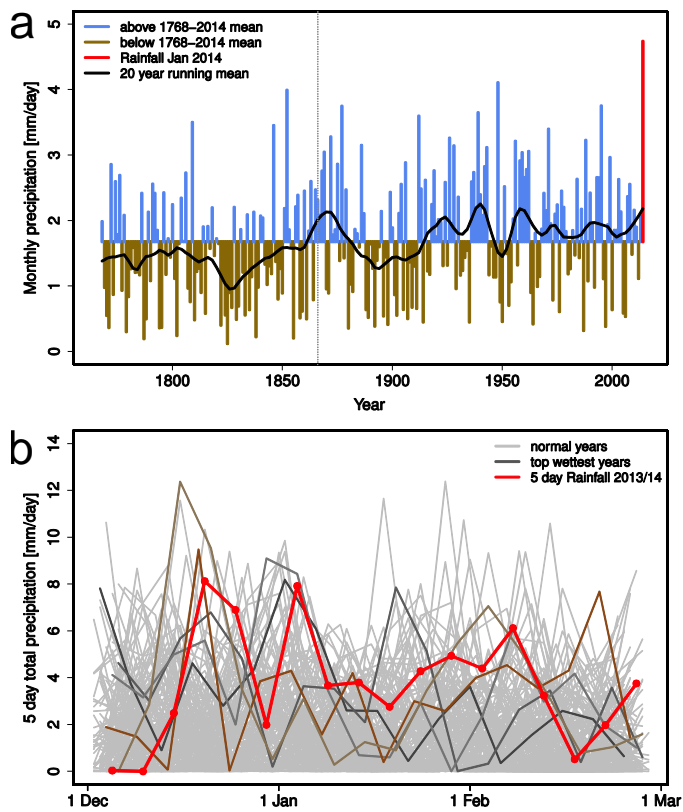 a
above 1768–2014 mean
below 1768–2014 mean
Rainfall Jan 2014
20 year running mean
Monthly precipitation [mm/day]
5
4
3
2
1
0
1800 1850 1900 1950 2000
Year
b
normal years
top wettest years
5 day Rainfall 2013/14
5 day total precipitation [mm/day]
14
12
10
8
6
4
2
0
1 Dec 1 Jan 1 Feb 1 Mar